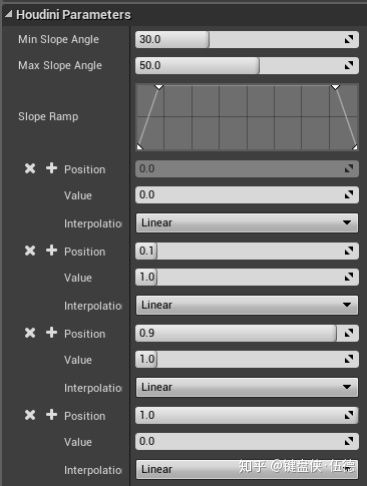 Houdini Parameters
Min Slope Angle 30.0
Max Slope Angle 50.0
Slope Ramp
Position 0.0
Value 0.0
Interpolatio Linear
Position 0.1
Value 1.0
Interpolatio Linear
Position 0.9
Value 1.0
Interpolatio Linear
Position 1.0
Value 0.0
Interpolatio Linear
知乎 @键盘侠·伍德